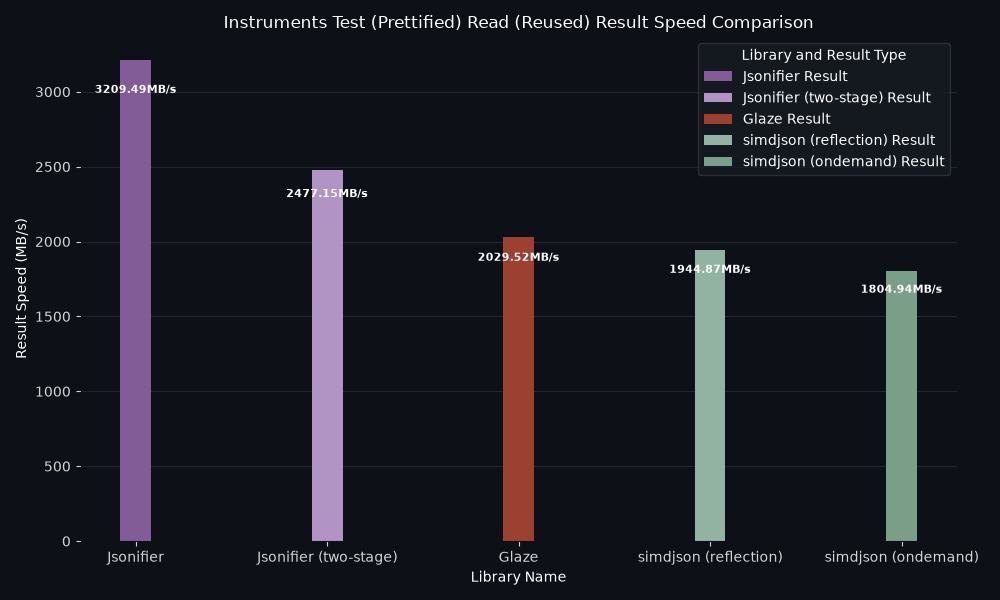 Instruments Test (Prettified) Read (Reused) Result Speed Comparison
Library and Result Type
Jsonifier Result
Jsonifier (two-stage) Result
Glaze Result
simdjson (reflection) Result
simdjson (ondemand) Result
Result Speed (MB/s)
3000
2500
2000
1500
1000
500
0
3209.49MB/s
2477.15MB/s
2029.52MB/s
1944.87MB/s
1804.94MB/s
Jsonifier
Jsonifier (two-stage)
Glaze
simdjson (reflection)
simdjson (ondemand)
Library Name